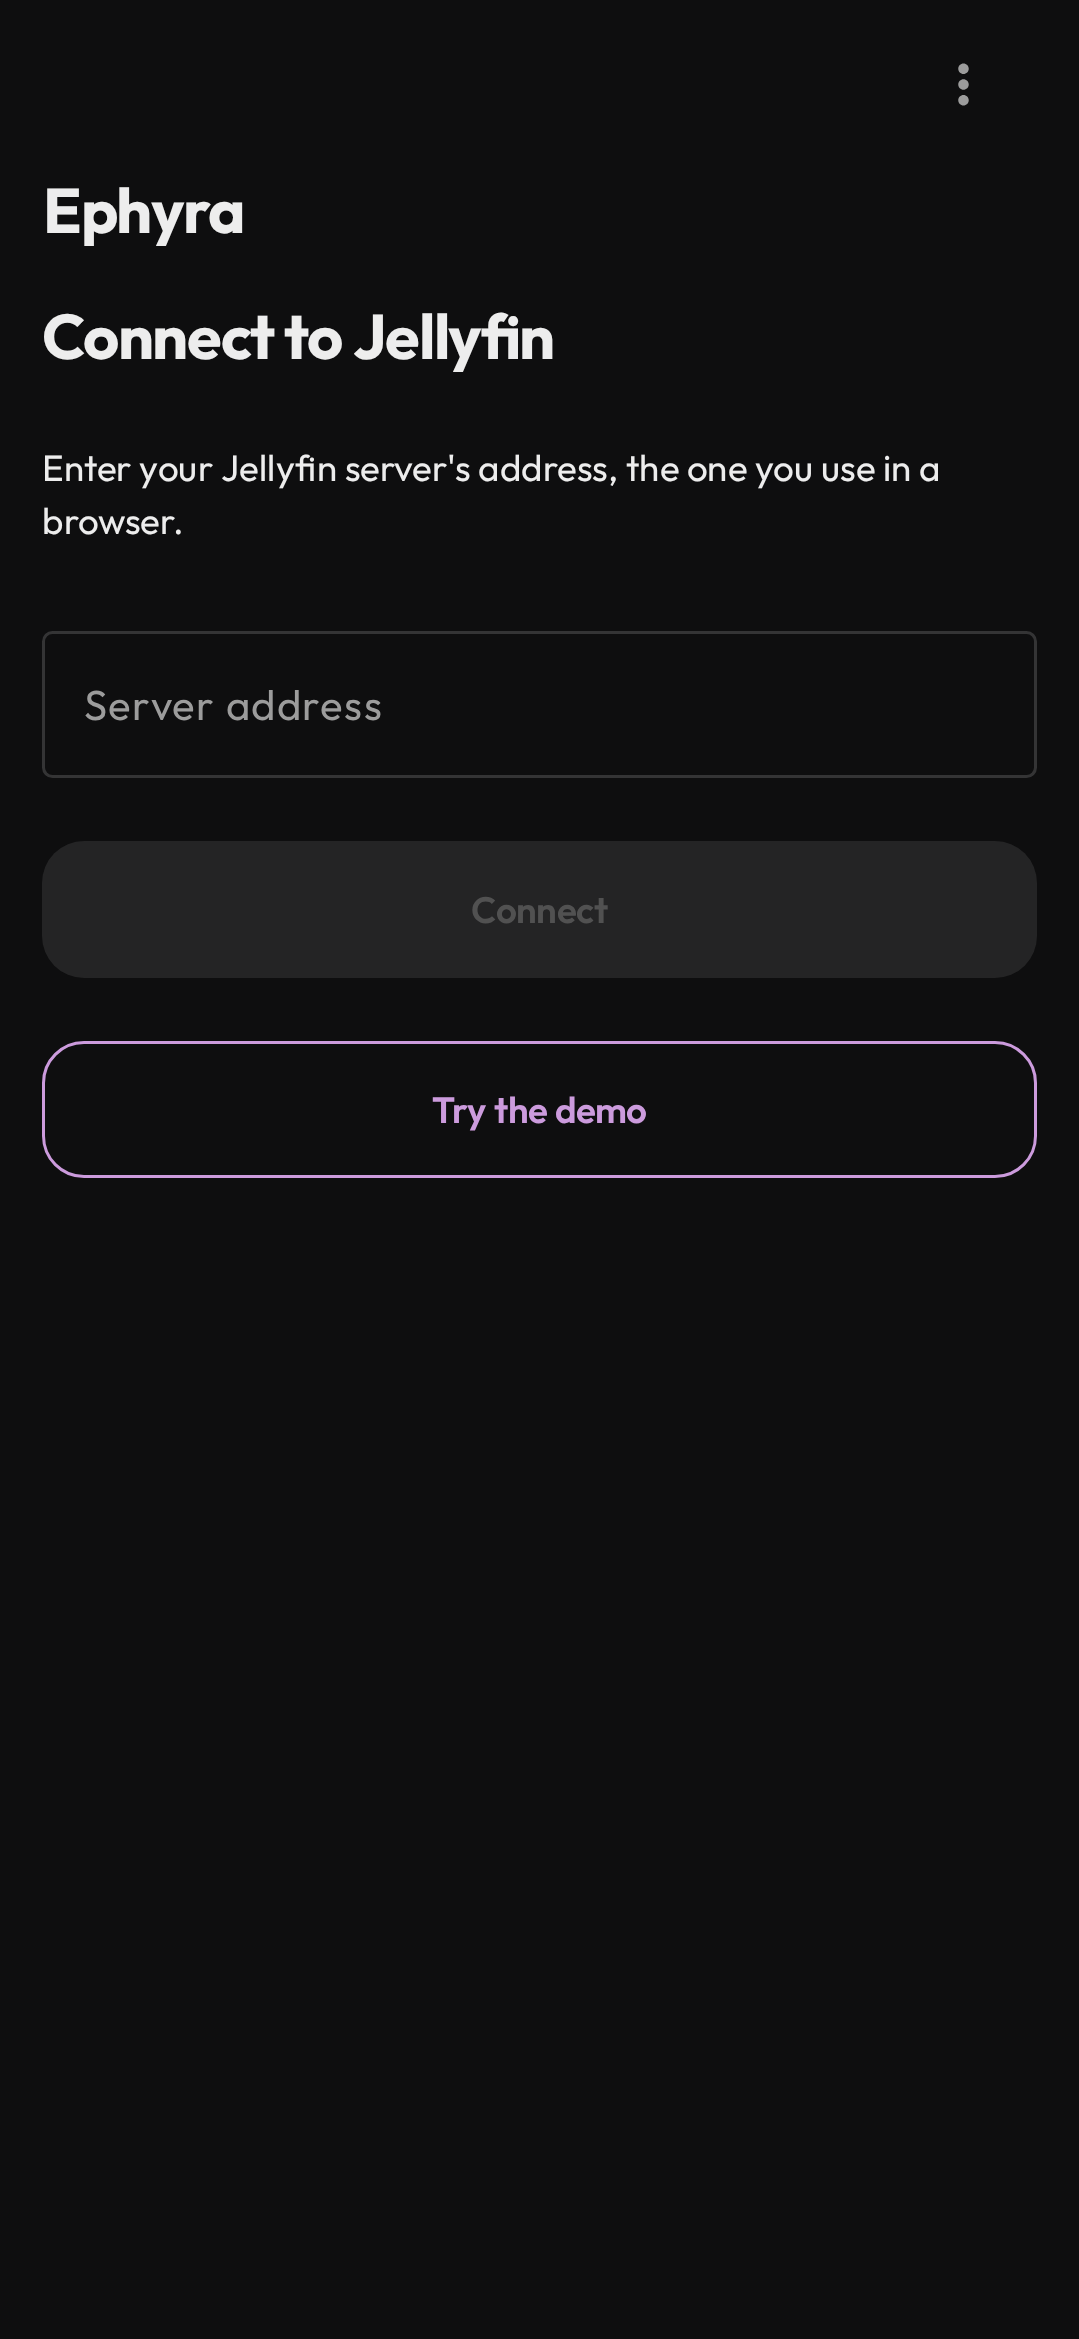 Ephyra
Connect to Jellyfin
Enter your Jellyfin server's address, the one you use in a
browser.
Server address
Connect
Try the demo